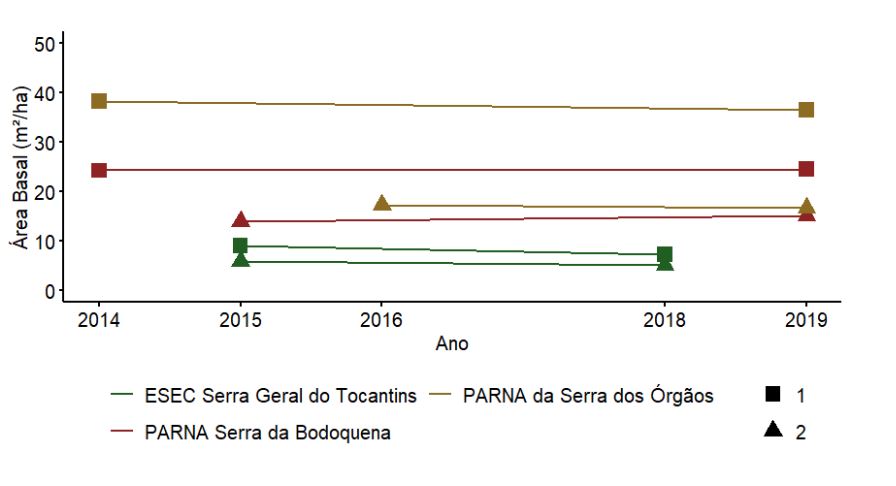 50
40
30
20
10
0
Área Basal (m²/ha)
2014 2015 2016 2018 2019
Ano
ESEC Serra Geral do Tocantins PARNA da Serra dos Órgãos 1
PARNA Serra da Bodoquena 2